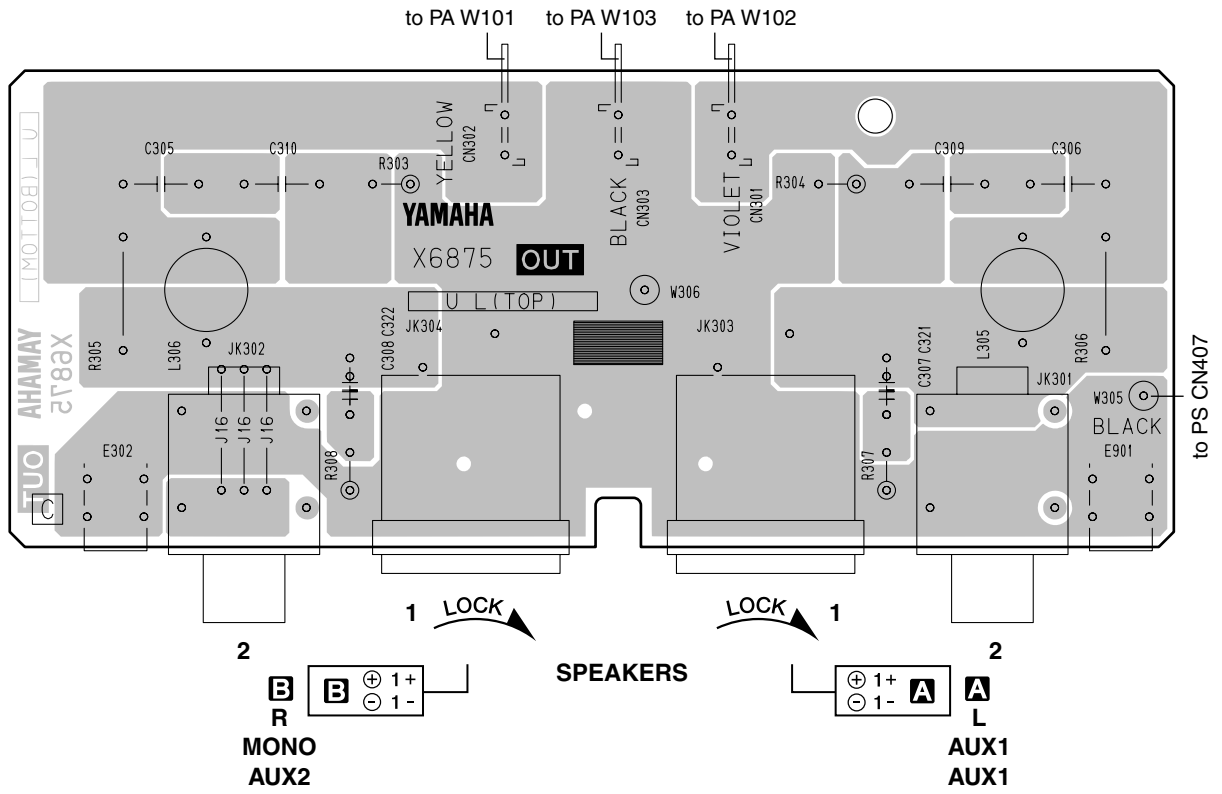 to PA W101
to PA W103
to PA W102
U L (BOTTOM)
C305
C310
R303
YELLOW
CN302
BLACK
CN303
VIOLET
CN301
R304
C309
C306
YAMAHA
X6875
OUT
U L (TOP)
W306
R305
L306
JK302
C308
C322
JK304
JK303
C307
C321
L305
JK301
R306
W305
BLACK
to PS CN407
YAMAHA
X6875
OUT
C
E302
J16
J16
J16
R308
R307
E901
1
LOCK
LOCK
1
2
SPEAKERS
2
B
B
+ 1+
- 1-
+ 1+
- 1-
A
A
R
L
MONO
AUX1
AUX2
AUX1